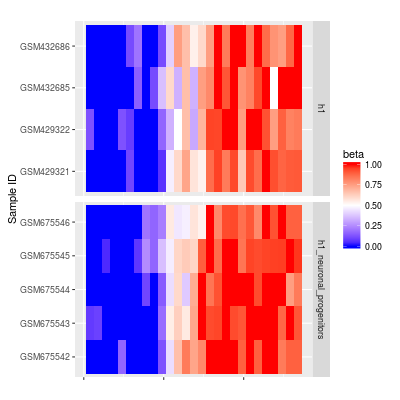 GSM432686
GSM432685
GSM429322
GSM429321
h1
Sample ID
GSM675546
GSM675545
GSM675544
GSM675543
GSM675542
h1_neuronal_progenitors
beta
1.00
0.75
0.50
0.25
0.00